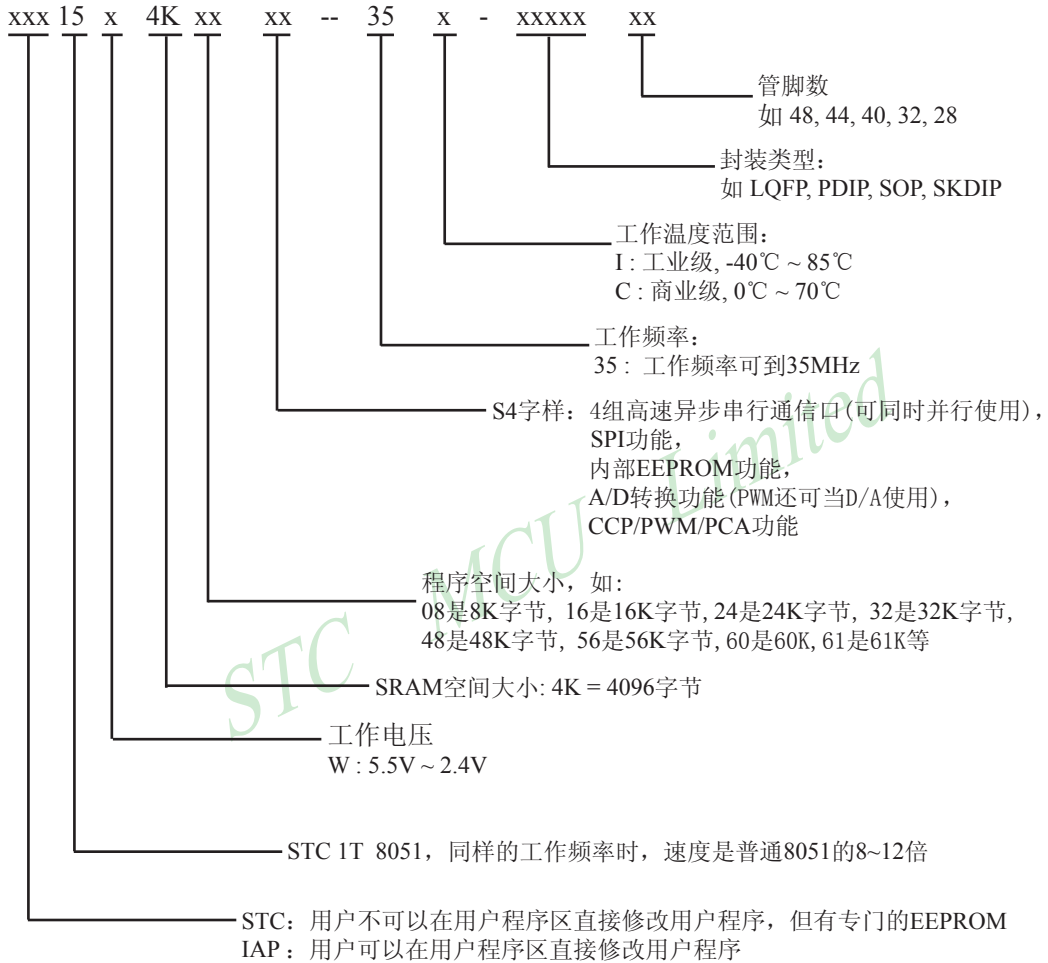 xxx 15 x 4K xx xx -- 35 x - xxxxx xx
管脚数
如 48, 44, 40, 32, 28
封装类型：
如 LQFP, PDIP, SOP, SKDIP
工作温度范围：
I : 工业级, -40℃ ~ 85℃
C : 商业级, 0℃ ~ 70℃
工作频率：
35 : 工作频率可到35MHz
S4字样：4组高速异步串行通信口(可同时并行使用)，
SPI功能，
内部EEPROM功能，
A/D转换功能(PWM还可当D/A使用)，
CCP/PWM/PCA功能
程序空间大小，如:
08是8K字节, 16是16K字节, 24是24K字节, 32是32K字节,
48是48K字节, 56是56K字节, 60是60K, 61是61K等
SRAM空间大小: 4K = 4096字节
工作电压
W : 5.5V ~ 2.4V
STC 1T 8051，同样的工作频率时，速度是普通8051的8~12倍
STC：用户不可以在用户程序区直接修改用户程序，但有专门的EEPROM
IAP：用户可以在用户程序区直接修改用户程序
STC MCU Limited